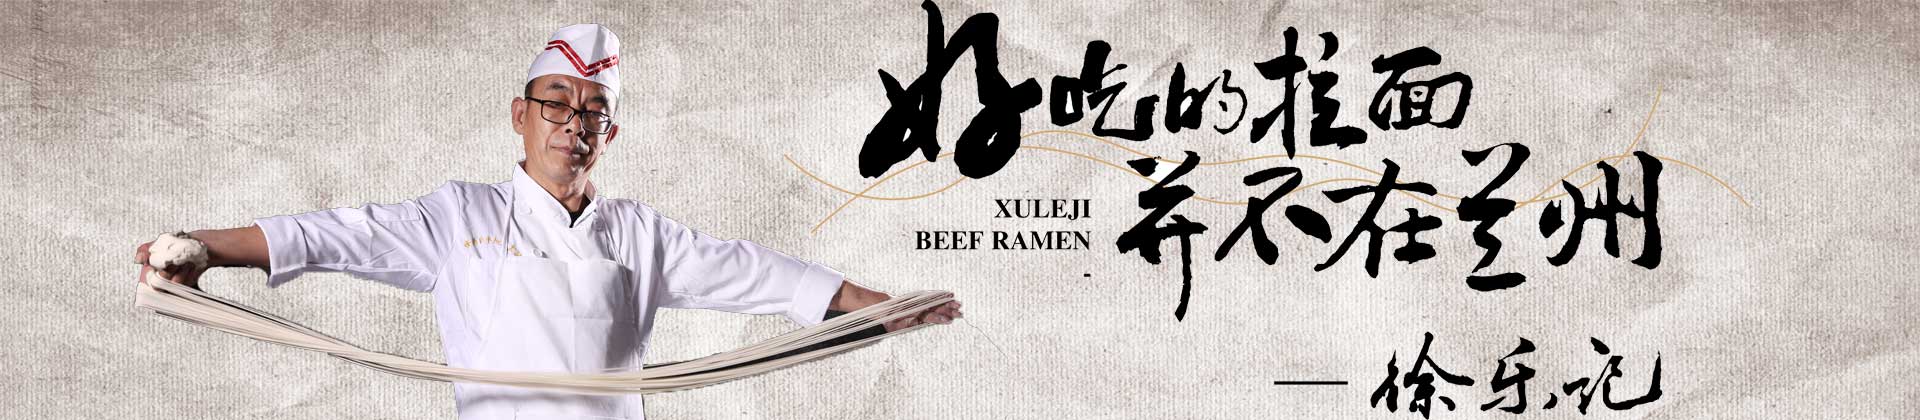 好吃的拉面
并不在兰州
XULEJI
BEEF RAMEN
-
—— 徐乐记